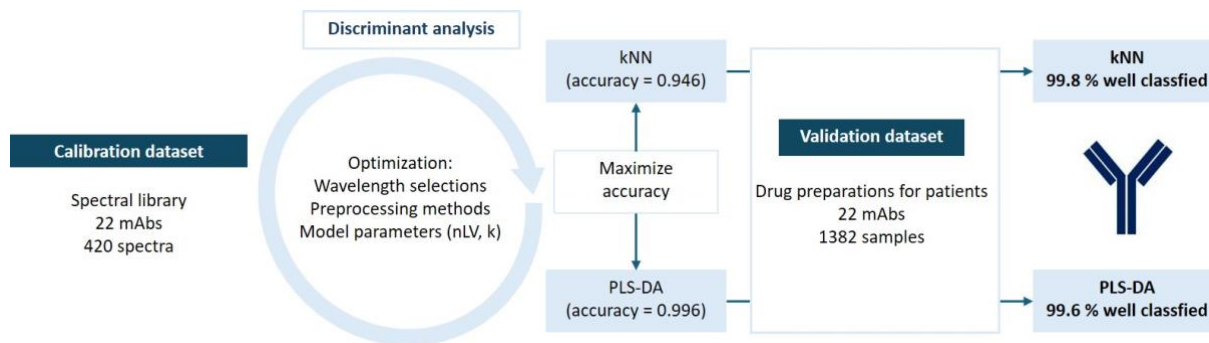 Discriminant analysis
Calibration dataset
Spectral library
22 mAbs
420 spectra
Optimization:
Wavelength selections
Preprocessing methods
Model parameters (nLV, k)
kNN
(accuracy = 0.946)
Maximize
accuracy
PLS-DA
(accuracy = 0.996)
Validation dataset
Drug preparations for patients
22 mAbs
1382 samples
kNN
99.8 % well classfied
PLS-DA
99.6 % well classfied